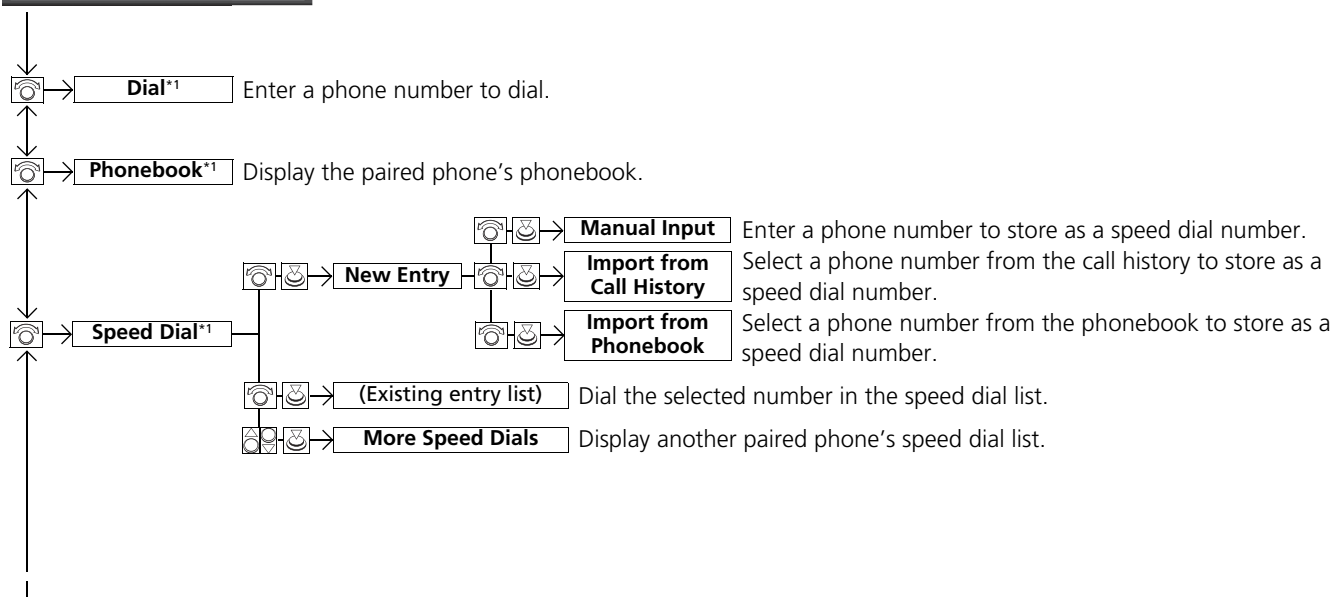 Dial*1 Enter a phone number to dial.
Phonebook*1 Display the paired phone’s phonebook.
Manual Input Enter a phone number to store as a speed dial number.
New Entry
Import from
Call History
Select a phone number from the call history to store as a
speed dial number.
Speed Dial*1
Import from
Phonebook
Select a phone number from the phonebook to store as a
speed dial number.
(Existing entry list) Dial the selected number in the speed dial list.
More Speed Dials Display another paired phone’s speed dial list.